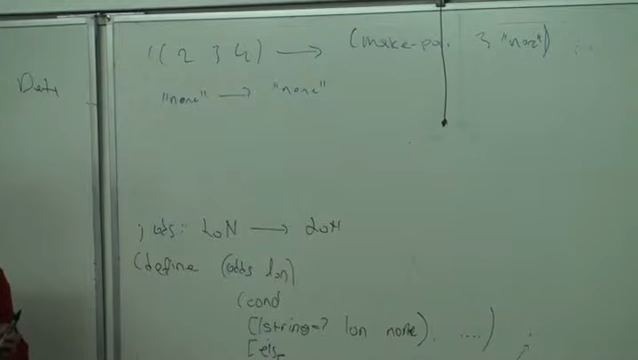 Data
'( 2 3 4 ) → (make-pa. 3 "none")
"none" → "none"
; odds: LoN → LoN
(define (odds lon)
(cond
[(string=? lon none). ....)
[else